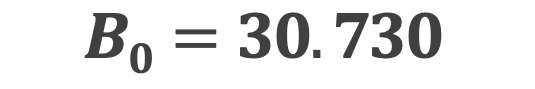 B₀ = 30.730